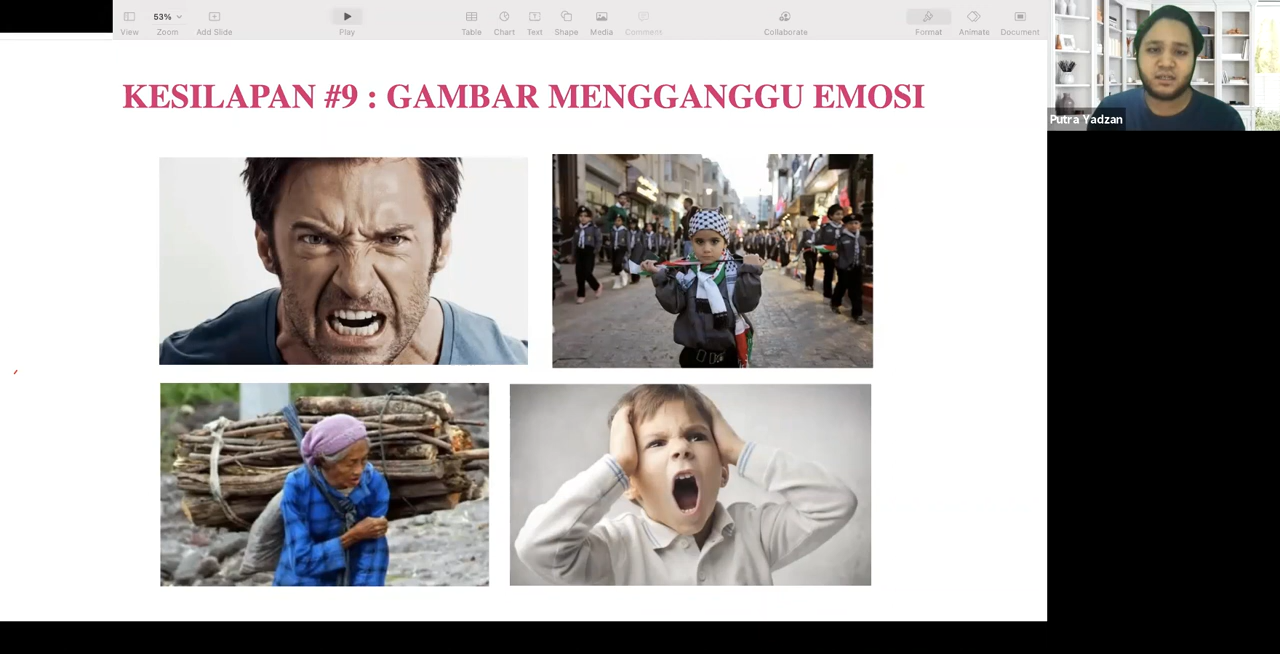 53%
View
Zoom
Add Slide
Play
Table
Chart
Text
Shape
Media
Comment
Collaborate
Format
Animate
Document
KESILAPAN #9 : GAMBAR MENGGANGGU EMOSI
Putra Yadzan